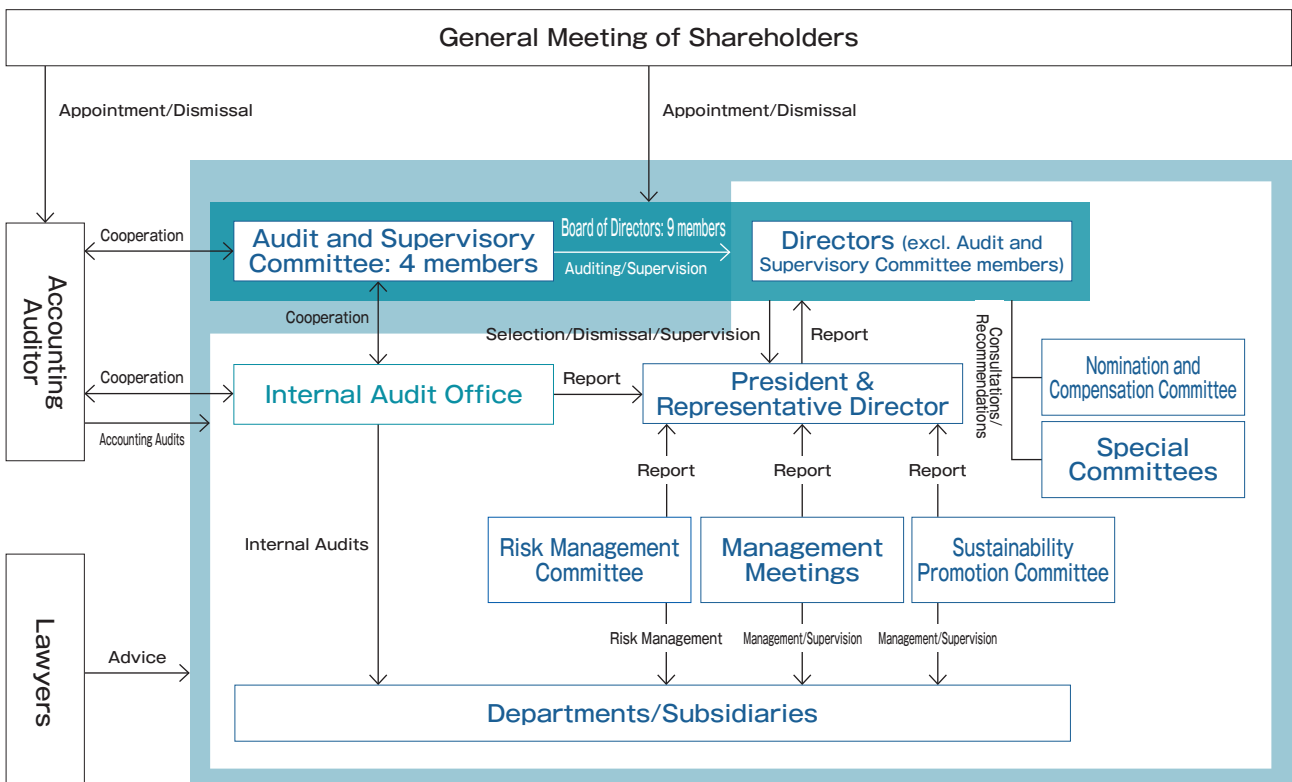 General Meeting of Shareholders
Appointment/Dismissal
Appointment/Dismissal
Cooperation
Audit and Supervisory
Committee: 4 members
Board of Directors: 9 members
Auditing/Supervision
Directors (excl. Audit and
Supervisory Committee members)
Accounting
Auditor
Cooperation
Selection/Dismissal/Supervision
Report
Consultations/
Recommendations
Cooperation
Internal Audit Office
Report
President &
Representative Director
Nomination and
Compensation Committee
Accounting Audits
Special
Committees
Report
Report
Report
Internal Audits
Risk Management
Committee
Management
Meetings
Sustainability
Promotion Committee
Lawyers
Advice
Risk Management
Management/Supervision
Management/Supervision
Departments/Subsidiaries